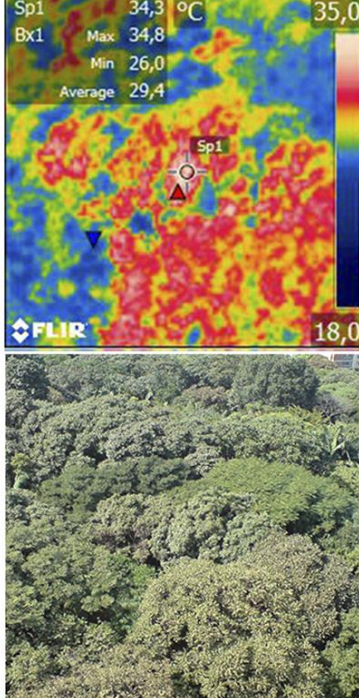 Sp1 34,3 °C 35,0
Bx1 Max 34,8
Min 26,0
Average 29,4
Sp1
FLIR
18,0